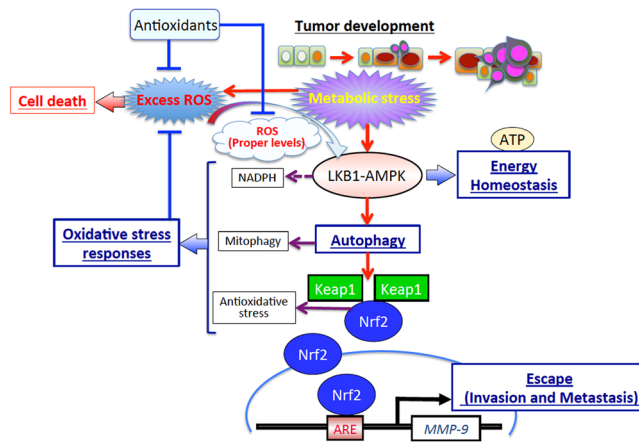 Antioxidants
Tumor development
Cell death
Excess ROS
Metabolic stress
ROS
(Proper levels)
ATP
NADPH
LKB1-AMPK
Energy
Homeostasis
Oxidative stress
responses
Mitophagy
Autophagy
Keap1
Keap1
Antioxidative
stress
Nrf2
Nrf2
Nrf2
Escape
(Invasion and Metastasis)
ARE
MMP-9